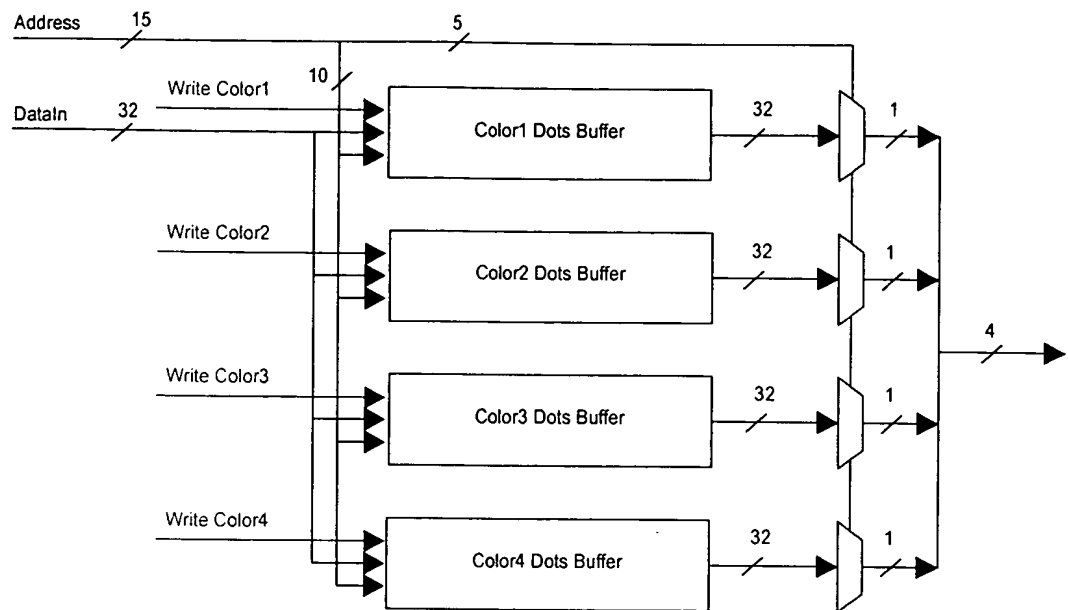 Address 15 5
10
Write Color1
DataIn 32
Color1 Dots Buffer 32 1
Write Color2
Color2 Dots Buffer 32 1
4
Write Color3
Color3 Dots Buffer 32 1
Write Color4
Color4 Dots Buffer 32 1